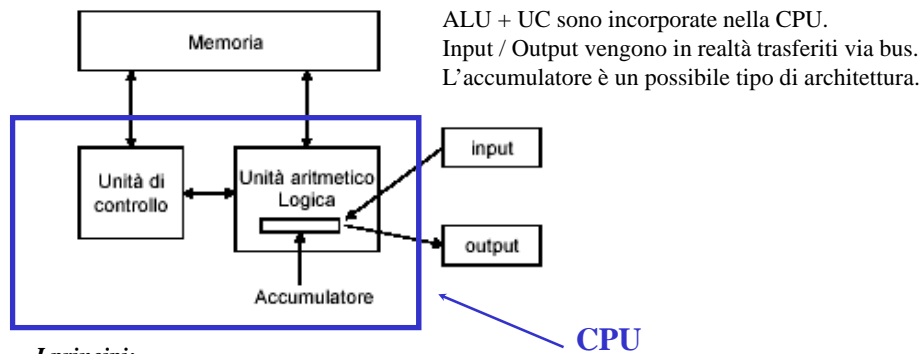 ALU + UC sono incorporate nella CPU.
Input / Output vengono in realtà trasferiti via bus.
L'accumulatore è un possibile tipo di architettura.
Memoria
Unità di
controllo
Unità aritmetico
Logica
input
output
Accumulatore
CPU
I principi: